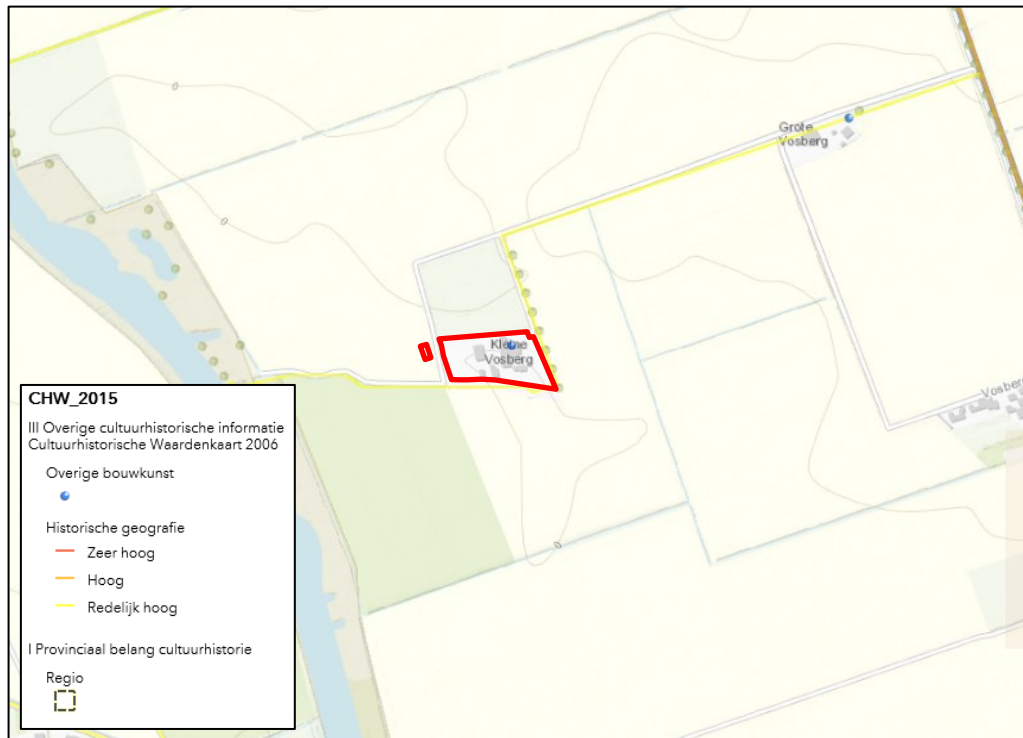 Grote
Vosberg
Kleine
Vosberg
CHW_2015
III Overige cultuurhistorische informatie
Cultuurhistorische Waardenkaart 2006
Overige bouwkunst
Historische geografie
Zeer hoog
Hoog
Redelijk hoog
I Provinciaal belang cultuurhistorie
Regio
Vosberg